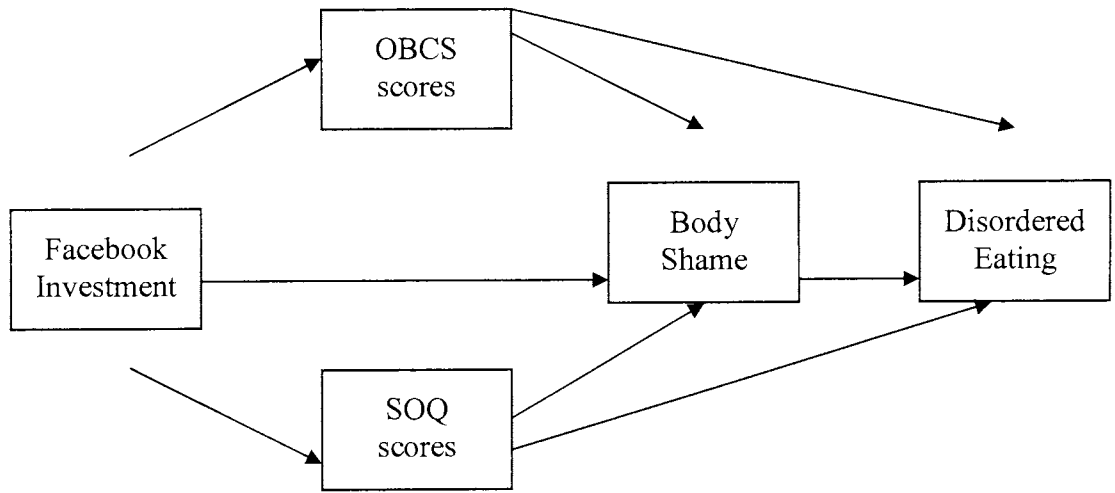 OBCS
scores
Facebook
Investment
Body
Shame
Disordered
Eating
SOQ
scores